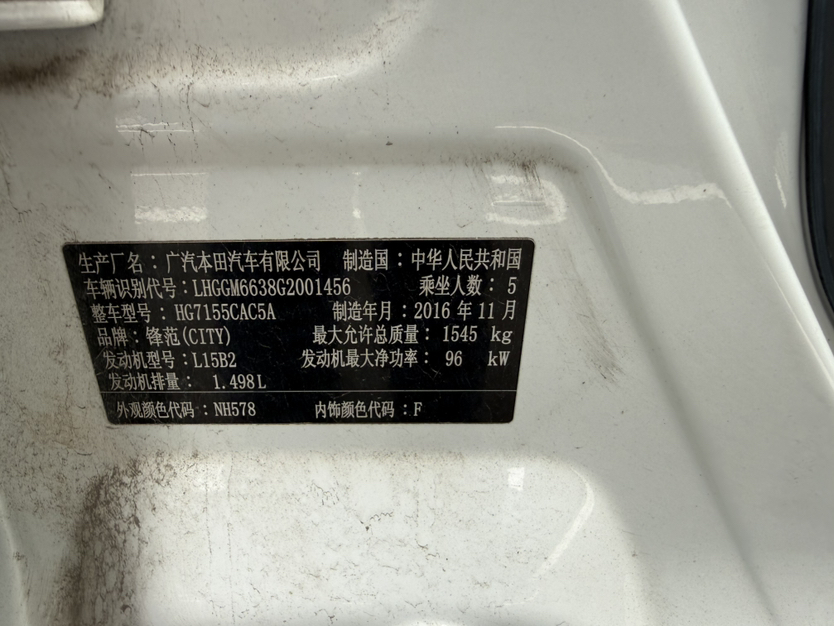 生产厂名：广汽本田汽车有限公司 制造国：中华人民共和国
车辆识别代号：LHGGM6638G2001456 乘坐人数：5
整车型号：HG7155CAC5A 制造年月：2016 年 11 月
品牌：锋范(CITY) 最大允许总质量：1545 kg
发动机型号：L15B2 发动机最大净功率：96 kW
发动机排量：1.498L
外观颜色代码：NH578 内饰颜色代码：F